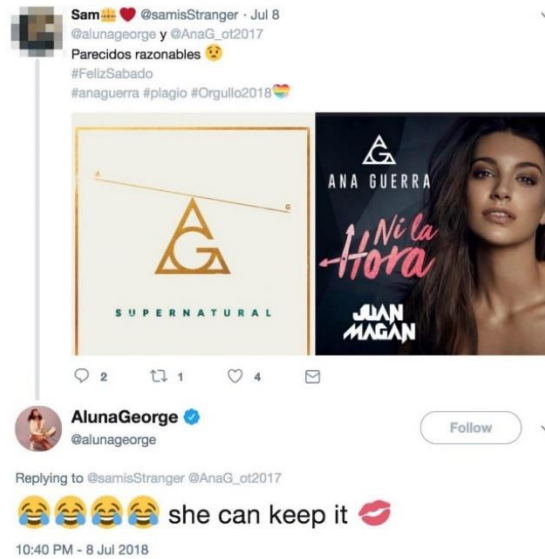 Sam👑 ❤️ @samisStranger · Jul 8
@alunageorge y @AnaG_ot2017
Parecidos razonables 😟
#FelizSabado
#anaguerra #plagio #Orgullo2018
A
G
AG
SUPERNATURAL
AG
ANA GUERRA
Ni la
Hora
JUAN
MAGAN
2 1 4
AlunaGeorge
@alunageorge
Follow
Replying to @samisStranger @AnaG_ot2017
😂😂😂😂 she can keep it 💋
10:40 PM - 8 Jul 2018